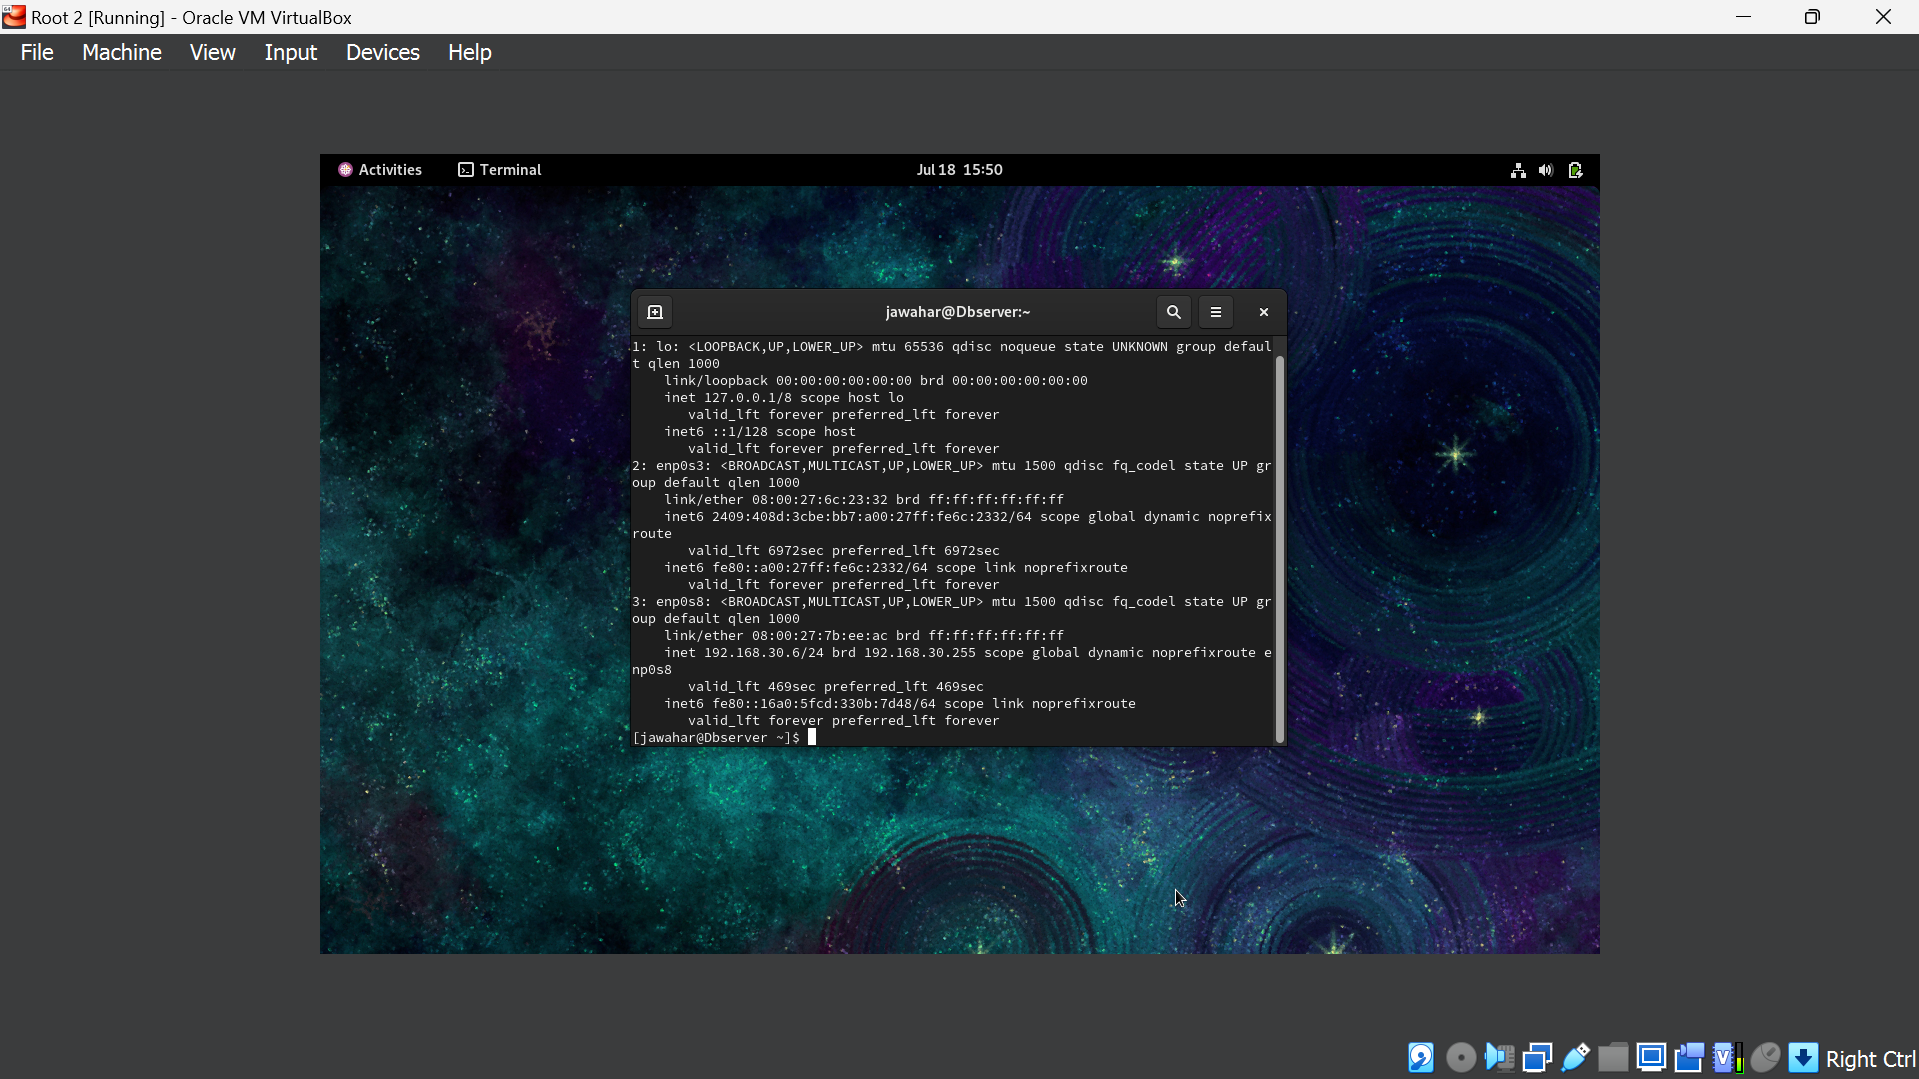 Root 2 [Running] - Oracle VM VirtualBox
File Machine View Input Devices Help
Activities Terminal Jul 18 15:50
jawahar@Dbserver:~
1: lo: <LOOPBACK,UP,LOWER_UP> mtu 65536 qdisc noqueue state UNKNOWN group defaul
t qlen 1000
link/loopback 00:00:00:00:00:00 brd 00:00:00:00:00:00
inet 127.0.0.1/8 scope host lo
valid_lft forever preferred_lft forever
inet6 ::1/128 scope host
valid_lft forever preferred_lft forever
2: enp0s3: <BROADCAST,MULTICAST,UP,LOWER_UP> mtu 1500 qdisc fq_codel state UP gr
oup default qlen 1000
link/ether 08:00:27:6c:23:32 brd ff:ff:ff:ff:ff:ff
inet6 2409:408d:3cbe:bb7:a00:27ff:fe6c:2332/64 scope global dynamic noprefix
route
valid_lft 6972sec preferred_lft 6972sec
inet6 fe80::a00:27ff:fe6c:2332/64 scope link noprefixroute
valid_lft forever preferred_lft forever
3: enp0s8: <BROADCAST,MULTICAST,UP,LOWER_UP> mtu 1500 qdisc fq_codel state UP gr
oup default qlen 1000
link/ether 08:00:27:7b:ee:ac brd ff:ff:ff:ff:ff:ff
inet 192.168.30.6/24 brd 192.168.30.255 scope global dynamic noprefixroute e
np0s8
valid_lft 469sec preferred_lft 469sec
inet6 fe80::16a0:5fcd:330b:7d48/64 scope link noprefixroute
valid_lft forever preferred_lft forever
[jawahar@Dbserver ~]$
Right Ctrl